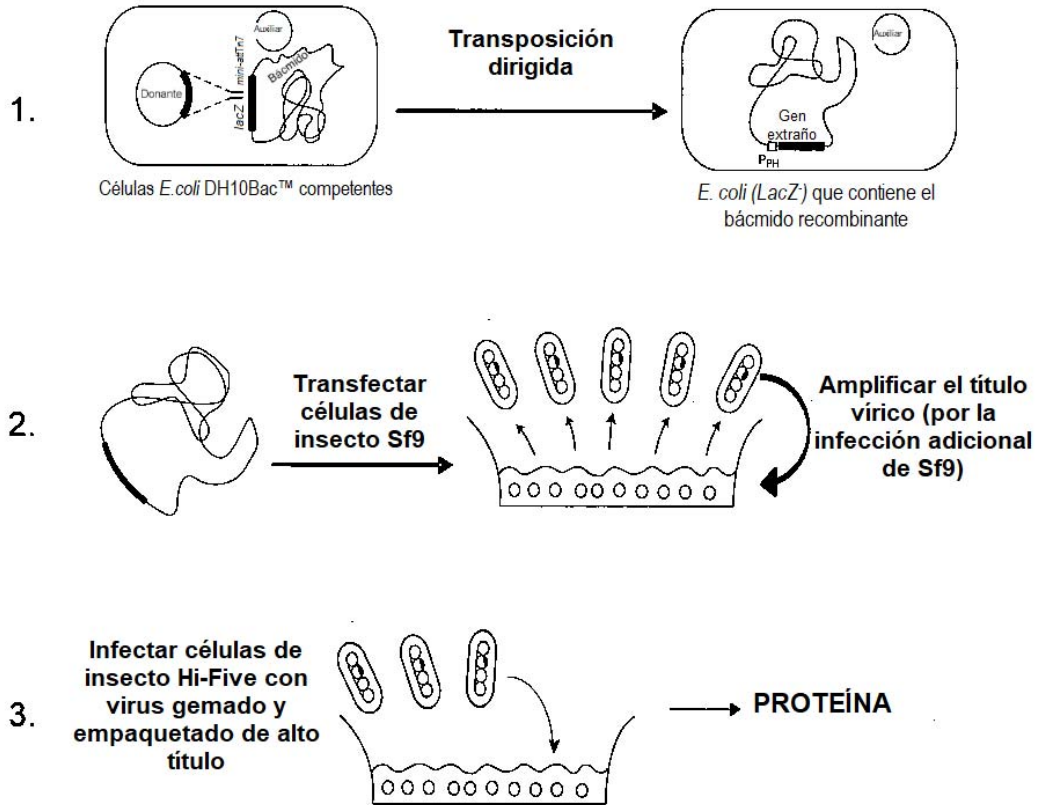 1.
Donante
lacZ
mini-attTn7
Auxiliar
Bácmido
Células E.coli DH10Bac™ competentes
Transposición
dirigida
Auxiliar
Gen
extraño
PPH
E. coli (LacZ-) que contiene el
bácmido recombinante
2.
Transfectar
células de
insecto Sf9
Amplificar el título
vírico (por la
infección adicional
de Sf9)
3.
Infectar células de
insecto Hi-Five con
virus gemado y
empaquetado de alto
título
PROTEÍNA